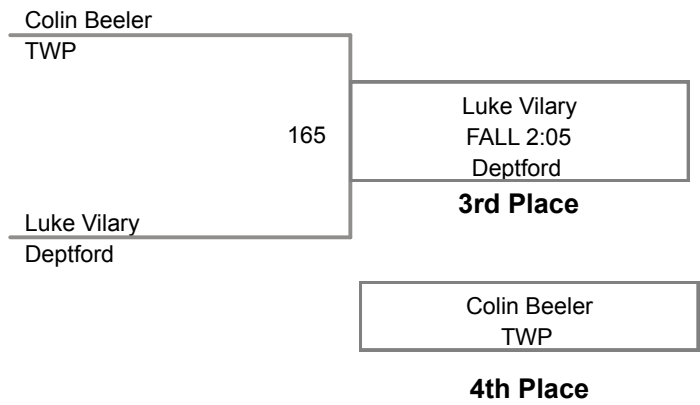 Colin Beeler
TWP
165
Luke Vilary
FALL 2:05
Deptford
3rd Place
Luke Vilary
Deptford
Colin Beeler
TWP
4th Place